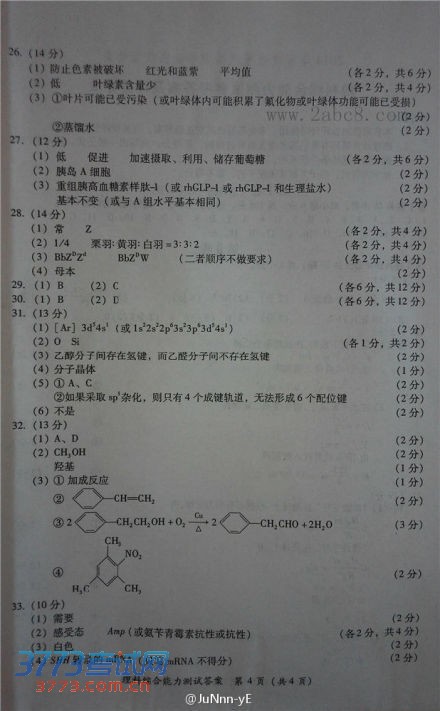 26. (14分)
(1) 防止色素被破坏 红光和蓝紫 平均值 (各2分,共6分)
(2) 低 叶绿素含量少 (各2分,共4分)
(3) ①叶片可能已受污染(或叶绿体内可能积累了氟化物或叶绿体功能可能已受损)
www.2abc8.com
(2分)
②蒸馏水 (2分)
27. (12分)
(1) 低 促进 加速摄取、利用、储存葡萄糖 (各2分,共6分)
(2) 胰岛A细胞 (2分)
(3) 重组胰高血糖素样肽-1(或rhGLP-1或rhGLP-1和生理盐水) (2分)
基本不变(或与A组水平基本相同) (2分)
28. (14分)
(1) 常 Z (各2分,共4分)
(2) 1/4 栗羽:黄羽:白羽=3:3:2 (各2分,共4分)
(3) BbZᴰZᵈ BbZᴰW (二者顺序不做要求) (各2分,共4分)
(4) 母本 (2分)
29. (1) B (2) C (各6分,共12分)
30. (1) B (2) D (各6分,共12分)
31. (13分)
(1) [Ar] 3d⁵4s¹(或1s²2s²2p⁶3s²3p⁶3d⁵4s¹) (2分)
(2) O Si (各1分,共2分)
(3) 乙醇分子间存在氢键,而乙醛分子间不存在氢键 (2分)
(4) 分子晶体 (1分)
(5) ①A、C (2分)
②如果采取sp³杂化,则只有4个成键轨道,无法形成6个配位键 (2分)
(6) 不是 (2分)
32. (13分)
(1) A、D (2分)
(2) CH₃OH (2分)
羟基 (1分)
(3) ①加成反应 (1分)
② CH=CH₂ (2分)
③ 2 CH₂CH₂OH + O₂ Cu △ → 2 CH₂CHO + 2H₂O (3分)
CH₃
NO₂
④ (2分)
H₃C CH₃
33. (10分)
(1) 需要 (2分)
(2) 感受态 Amp(或氨苄青霉素抗性或抗性) (各2分,共4分)
(3) 白色 (2分)
(4) mRNA不得分) (2分)
3773考试网
www.3773.com.cn
理科综合能力测试答案 第4页(共4页)
@JuNnn-yE